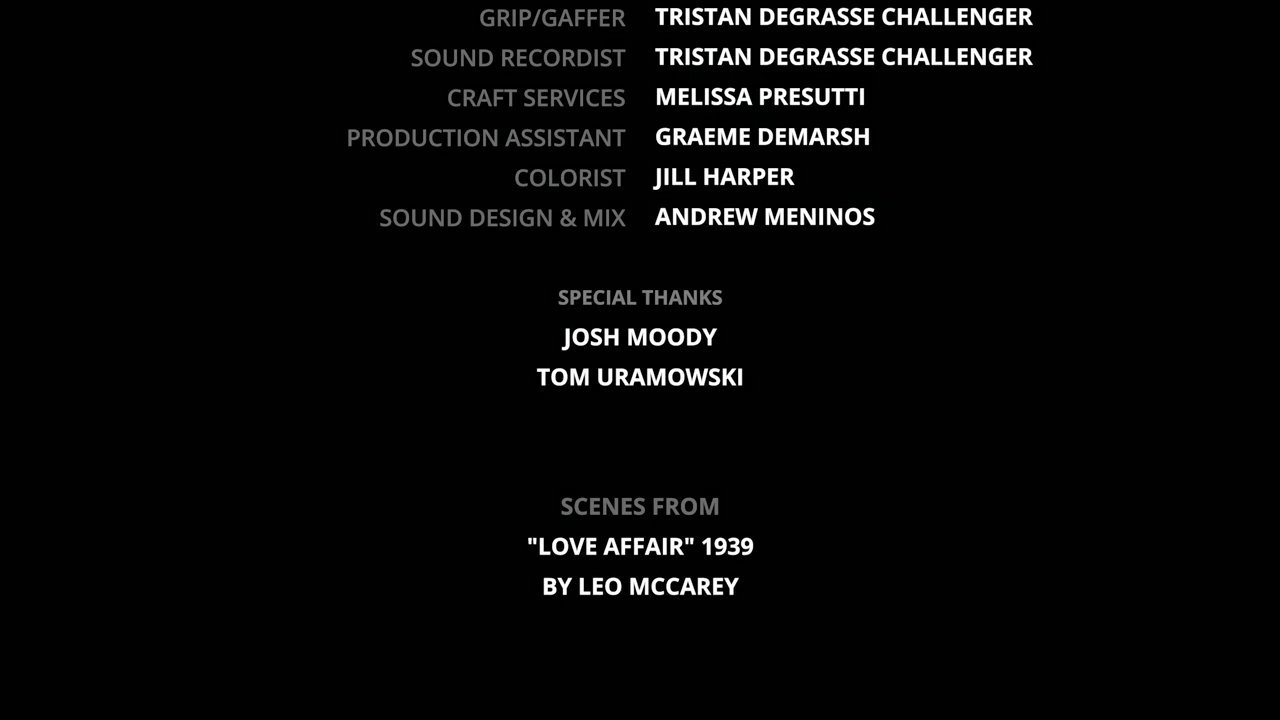 GRIP/GAFFER TRISTAN DEGRASSE CHALLENGER
SOUND RECORDIST TRISTAN DEGRASSE CHALLENGER
CRAFT SERVICES MELISSA PRESUTTI
PRODUCTION ASSISTANT GRAEME DEMARSH
COLORIST JILL HARPER
SOUND DESIGN & MIX ANDREW MENINOS
SPECIAL THANKS
JOSH MOODY
TOM URAMOWSKI
SCENES FROM
"LOVE AFFAIR" 1939
BY LEO MCCAREY